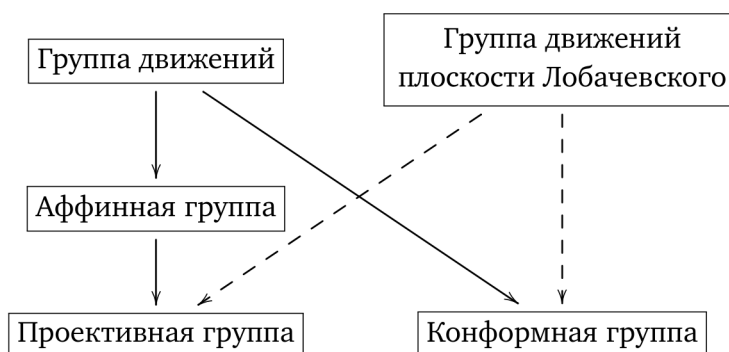 Группа движений
Группа движений
плоскости Лобачевского
Аффинная группа
Проективная группа
Конформная группа